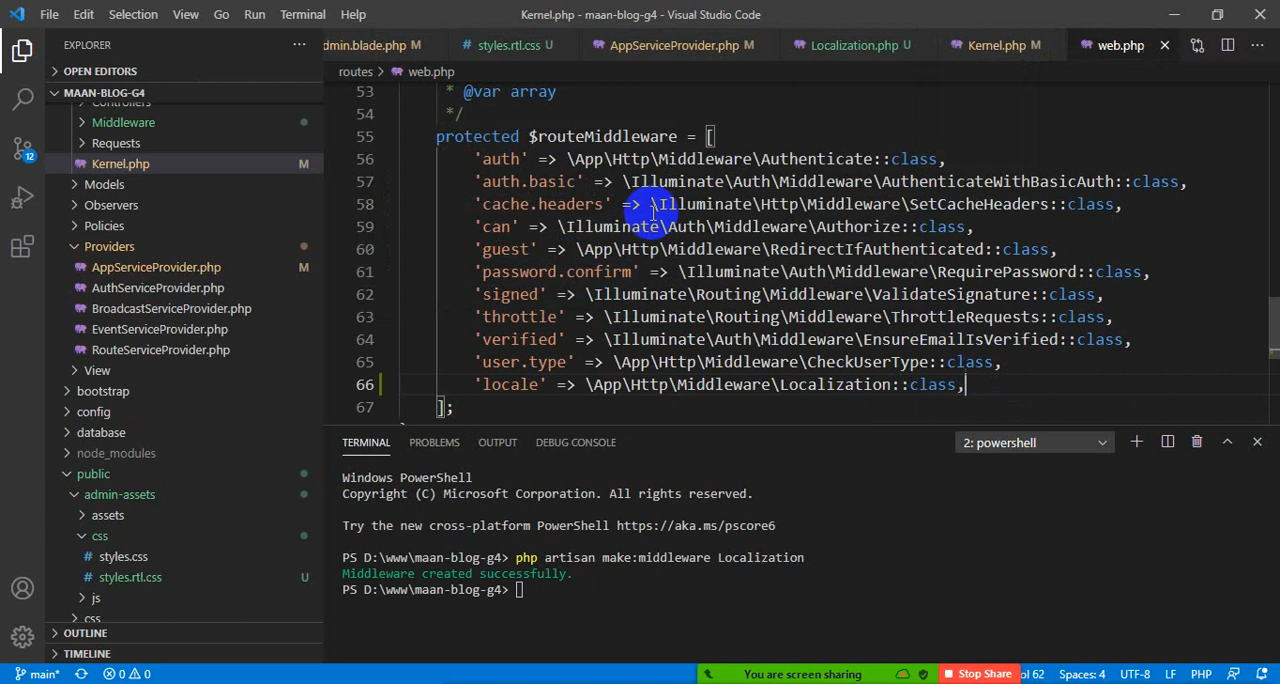 File Edit Selection View Go Run Terminal Help Kernel.php - maan-blog-g4 - Visual Studio Code
EXPLORER
dmin.blade.php M styles.rtl.css U AppServiceProvider.php M Localization.php U Kernel.php M web.php
OPEN EDITORS
routes > web.php
MAAN-BLOG-G4
Controllers
Middleware
Requests
Kernel.php M
Models
Observers
Policies
Providers
AppServiceProvider.php M
AuthServiceProvider.php
BroadcastServiceProvider.php
EventServiceProvider.php
RouteServiceProvider.php
View
bootstrap
config
database
node_modules
public
admin-assets
assets
css
styles.css
styles.rtl.css U
js
css
OUTLINE
TIMELINE
12
53 * @var array
54 */
55 protected $routeMiddleware = [
56 'auth' => \App\Http\Middleware\Authenticate::class,
57 'auth.basic' => \Illuminate\Auth\Middleware\AuthenticateWithBasicAuth::class,
58 'cache.headers' => \Illuminate\Http\Middleware\SetCacheHeaders::class,
59 'can' => \Illuminate\Auth\Middleware\Authorize::class,
60 'guest' => \App\Http\Middleware\RedirectIfAuthenticated::class,
61 'password.confirm' => \Illuminate\Auth\Middleware\RequirePassword::class,
62 'signed' => \Illuminate\Routing\Middleware\ValidateSignature::class,
63 'throttle' => \Illuminate\Routing\Middleware\ThrottleRequests::class,
64 'verified' => \Illuminate\Auth\Middleware\EnsureEmailIsVerified::class,
65 'user.type' => \App\Http\Middleware\CheckUserType::class,
66 'locale' => \App\Http\Middleware\Localization::class,
67 ];
TERMINAL PROBLEMS OUTPUT DEBUG CONSOLE 2: powershell
Windows PowerShell
Copyright (C) Microsoft Corporation. All rights reserved.
Try the new cross-platform PowerShell https://aka.ms/pscore6
PS D:\www\maan-blog-g4> php artisan make:middleware Localization
Middleware created successfully.
PS D:\www\maan-blog-g4>
main* 0 0 You are screen sharing Stop Share ol 62 Spaces: 4 UTF-8 LF PHP